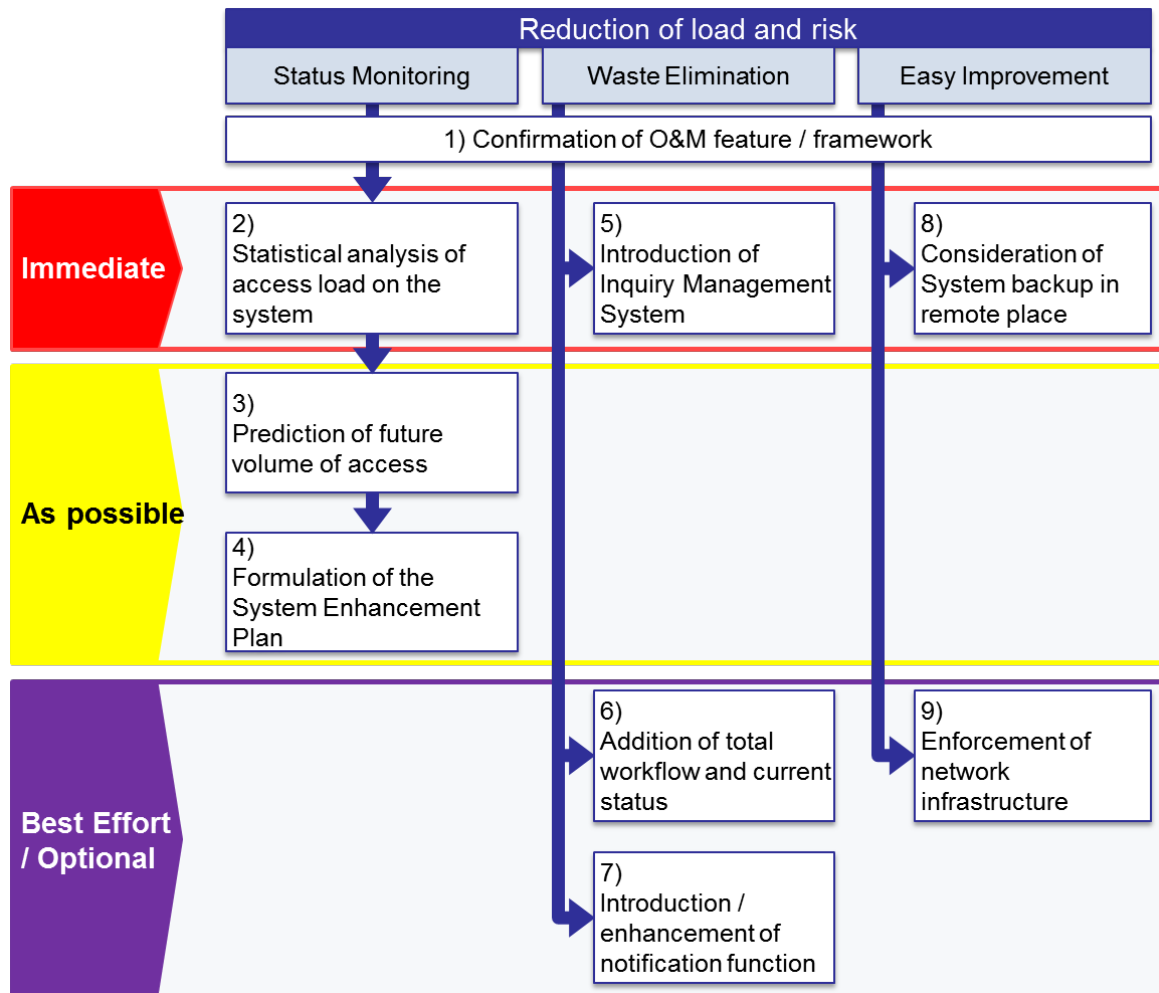 Reduction of load and risk
Status Monitoring
Waste Elimination
Easy Improvement
1) Confirmation of O&M feature / framework
Immediate
2)
Statistical analysis of
access load on the
system
5)
Introduction of
Inquiry Management
System
8)
Consideration of
System backup in
remote place
As possible
3)
Prediction of future
volume of access
4)
Formulation of the
System Enhancement
Plan
Best Effort
/ Optional
6)
Addition of total
workflow and current
status
9)
Enforcement of
network
infrastructure
7)
Introduction /
enhancement of
notification function